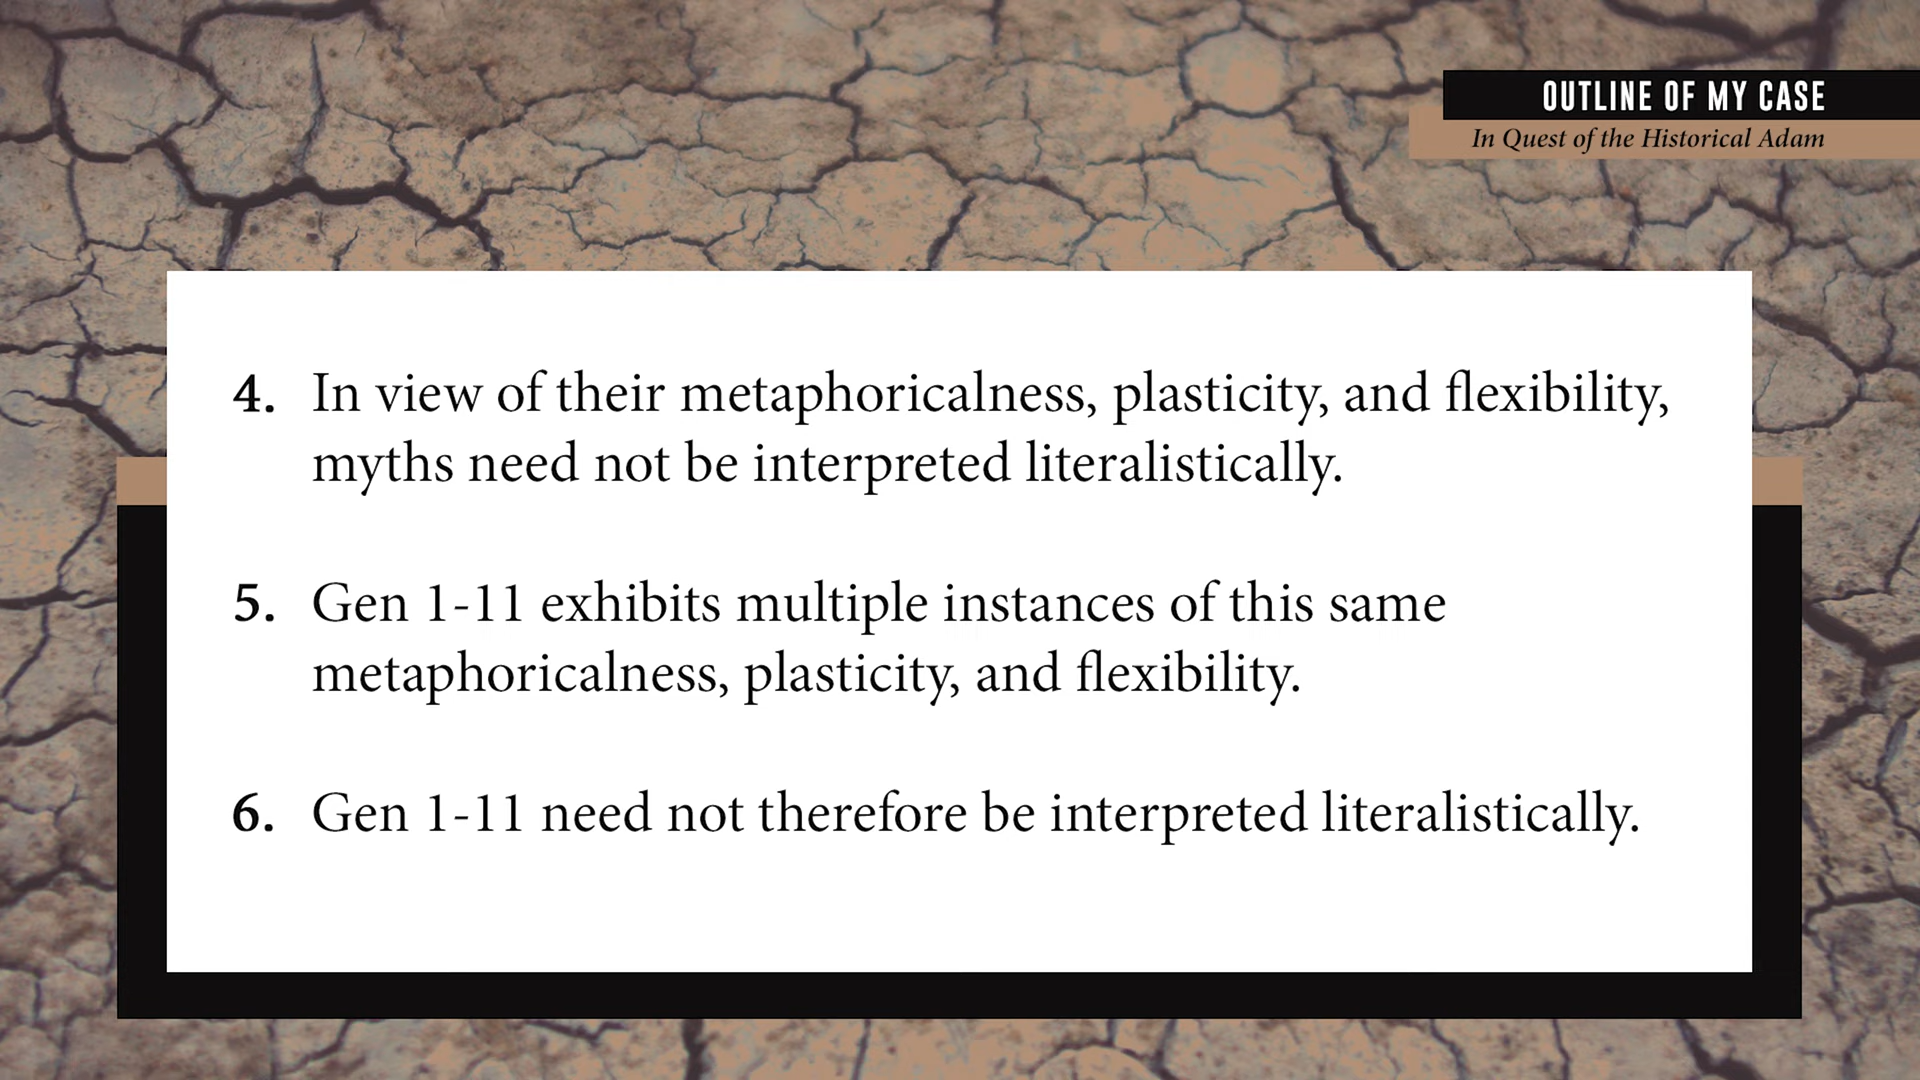 OUTLINE OF MY CASE
In Quest of the Historical Adam
4. In view of their metaphoricalness, plasticity, and flexibility,
myths need not be interpreted literalistically.
5. Gen 1-11 exhibits multiple instances of this same
metaphoricalness, plasticity, and flexibility.
6. Gen 1-11 need not therefore be interpreted literalistically.